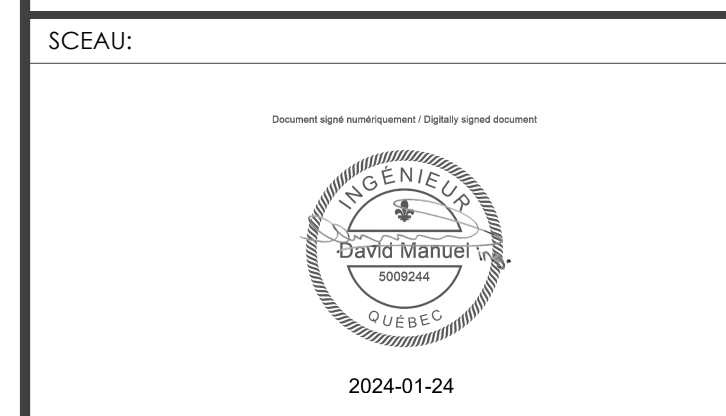 SCEAU:
Document signé numériquement / Digitally signed document
INGÉNIEUR
David Manuel
5009244
QUÉBEC
2024-01-24